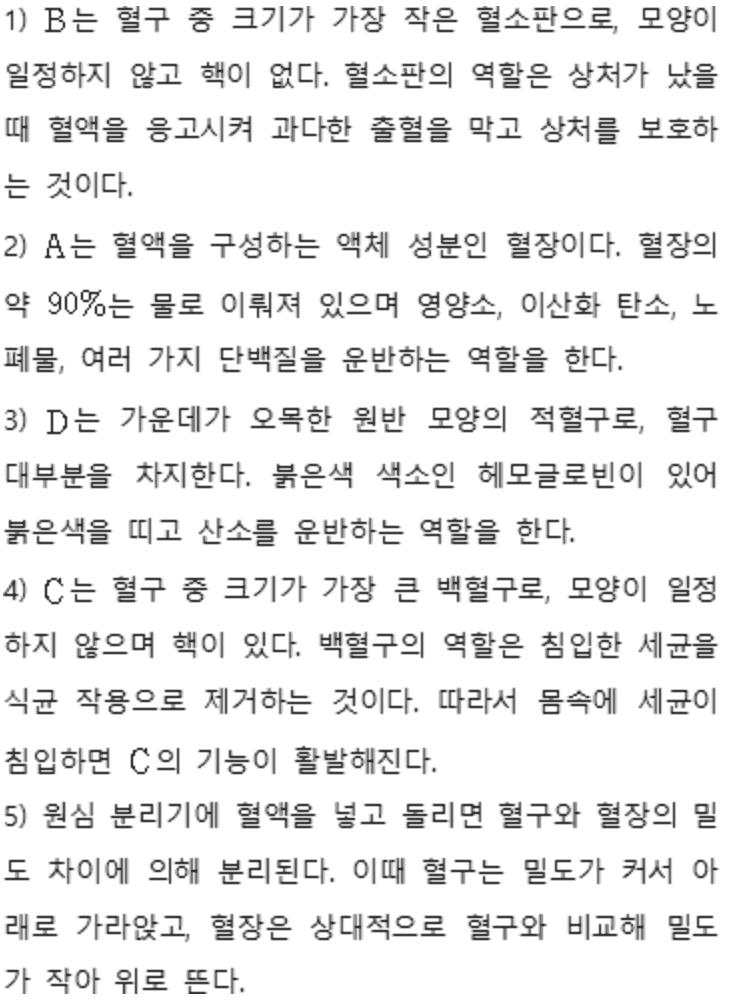 1) B는 혈구 중 크기가 가장 작은 혈소판으로, 모양이
일정하지 않고 핵이 없다. 혈소판의 역할은 상처가 났을
때 혈액을 응고시켜 과다한 출혈을 막고 상처를 보호하
는 것이다.
2) A는 혈액을 구성하는 액체 성분인 혈장이다. 혈장의
약 90%는 물로 이뤄져 있으며 영양소, 이산화 탄소, 노
폐물, 여러 가지 단백질을 운반하는 역할을 한다.
3) D는 가운데가 오목한 원반 모양의 적혈구로, 혈구
대부분을 차지한다. 붉은색 색소인 헤모글로빈이 있어
붉은색을 띠고 산소를 운반하는 역할을 한다.
4) C는 혈구 중 크기가 가장 큰 백혈구로, 모양이 일정
하지 않으며 핵이 있다. 백혈구의 역할은 침입한 세균을
식균 작용으로 제거하는 것이다. 따라서 몸속에 세균이
침입하면 C의 기능이 활발해진다.
5) 원심 분리기에 혈액을 넣고 돌리면 혈구와 혈장의 밀
도 차이에 의해 분리된다. 이때 혈구는 밀도가 커서 아
래로 가라앉고, 혈장은 상대적으로 혈구와 비교해 밀도
가 작아 위로 뜬다.